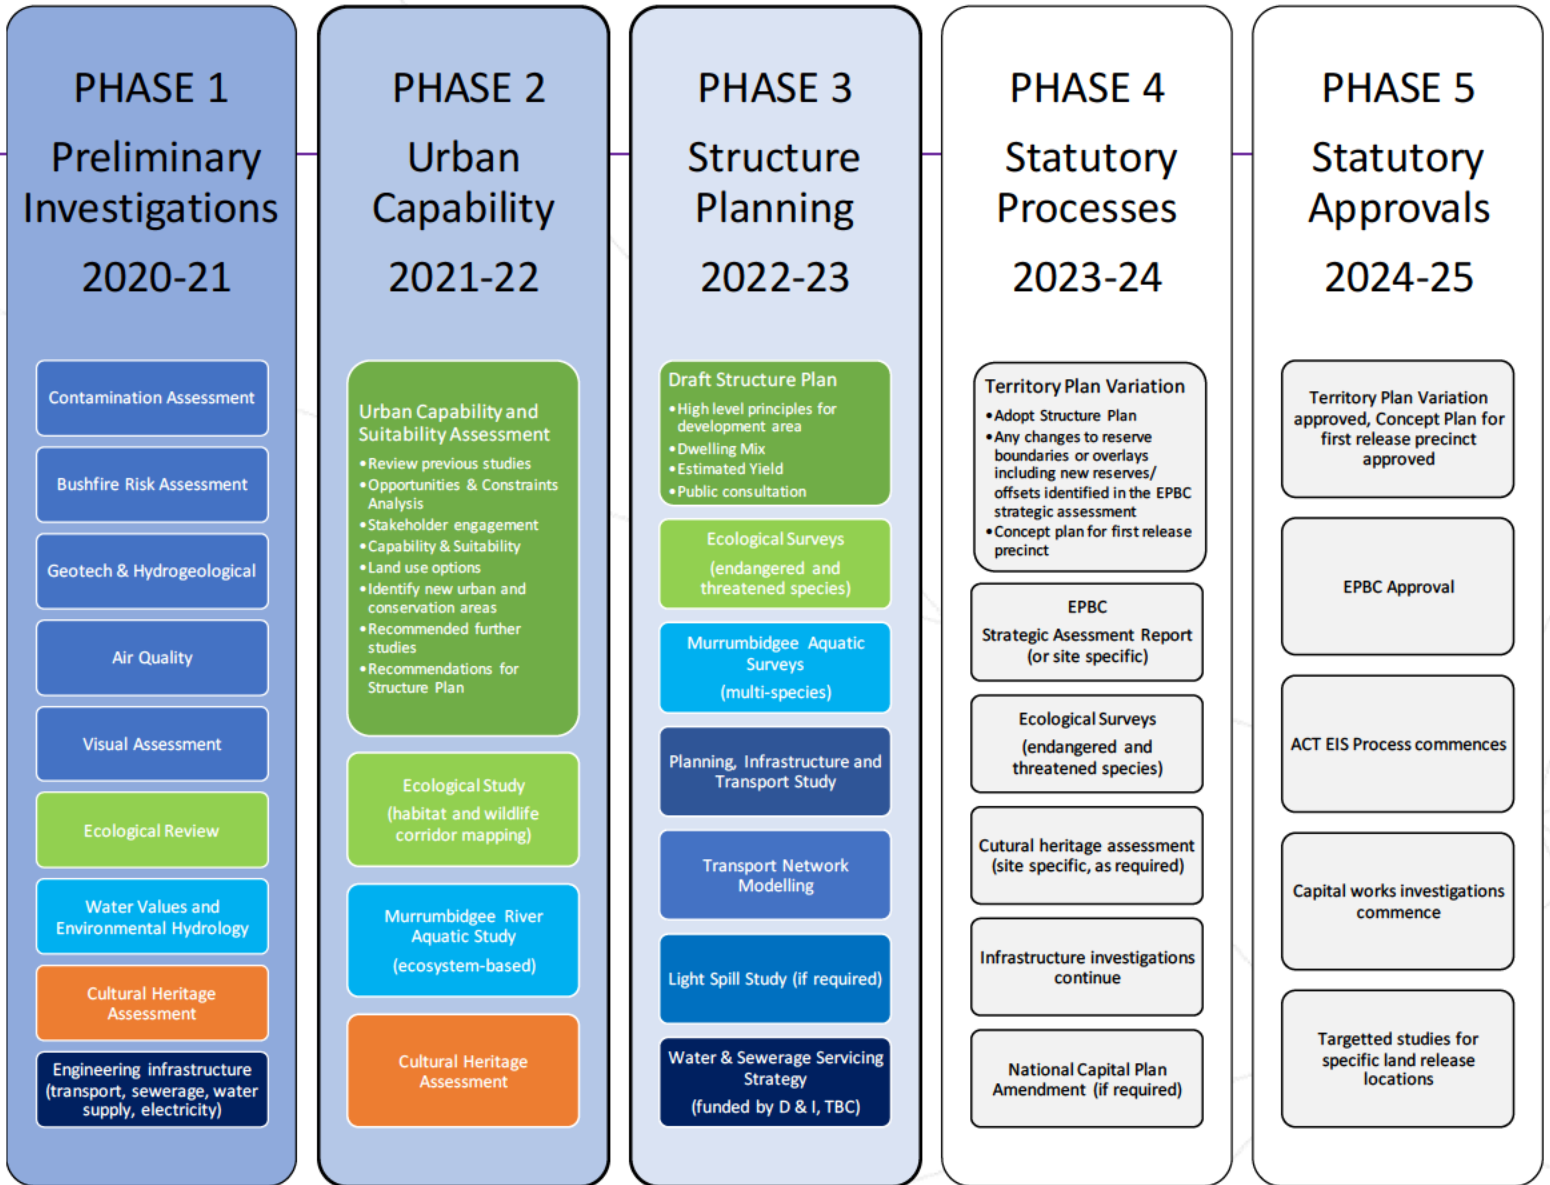 PHASE 1
Preliminary
Investigations
2020-21
Contamination Assessment
Bushfire Risk Assessment
Geotech & Hydrogeological
Air Quality
Visual Assessment
Ecological Review
Water Values and
Environmental Hydrology
Cultural Heritage
Assessment
Engineering infrastructure
(transport, sewerage, water
supply, electricity)
PHASE 2
Urban
Capability
2021-22
Urban Capability and
Suitability Assessment
•Review previous studies
•Opportunities & Constraints
Analysis
•Stakeholder engagement
•Capability & Suitability
•Land use options
•Identify new urban and
conservation areas
•Recommended further
studies
•Recommendations for
Structure Plan
Ecological Study
(habitat and wildlife
corridor mapping)
Murrumbidgee River
Aquatic Study
(ecosystem-based)
Cultural Heritage
Assessment
PHASE 3
Structure
Planning
2022-23
Draft Structure Plan
•High level principles for
development area
•Dwelling Mix
•Estimated Yield
•Public consultation
Ecological Surveys
(endangered and
threatened species)
Murrumbidgee Aquatic
Surveys
(multi-species)
Planning, Infrastructure and
Transport Study
Transport Network
Modelling
Light Spill Study (if required)
Water & Sewerage Servicing
Strategy
(funded by D & I, TBC)
PHASE 4
Statutory
Processes
2023-24
Territory Plan Variation
•Adopt Structure Plan
•Any changes to reserve
boundaries or overlays
including new reserves/
offsets identified in the EPBC
strategic assessment
•Concept plan for first release
precinct
EPBC
Strategic Asessment Report
(or site specific)
Ecological Surveys
(endangered and
threatened species)
Cutural heritage assessment
(site specific, as required)
Infrastructure investigations
continue
National Capital Plan
Amendment (if required)
PHASE 5
Statutory
Approvals
2024-25
Territory Plan Variation
approved, Concept Plan for
first release precinct
approved
EPBC Approval
ACT EIS Process commences
Capital works investigations
commence
Targetted studies for
specific land release
locations